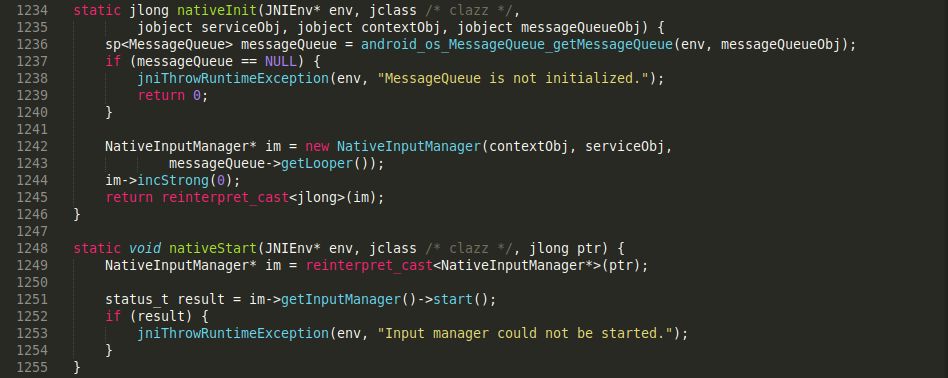 1234 static jlong nativeInit(JNIEnv* env, jclass /* clazz */,
1235         jobject serviceObj, jobject contextObj, jobject messageQueueObj) {
1236     sp<MessageQueue> messageQueue = android_os_MessageQueue_getMessageQueue(env, messageQueueObj);
1237     if (messageQueue == NULL) {
1238         jniThrowRuntimeException(env, "MessageQueue is not initialized.");
1239         return 0;
1240     }
1241
1242     NativeInputManager* im = new NativeInputManager(contextObj, serviceObj,
1243             messageQueue->getLooper());
1244     im->incStrong(0);
1245     return reinterpret_cast<jlong>(im);
1246 }
1247
1248 static void nativeStart(JNIEnv* env, jclass /* clazz */, jlong ptr) {
1249     NativeInputManager* im = reinterpret_cast<NativeInputManager*>(ptr);
1250
1251     status_t result = im->getInputManager()->start();
1252     if (result) {
1253         jniThrowRuntimeException(env, "Input manager could not be started.");
1254     }
1255 }